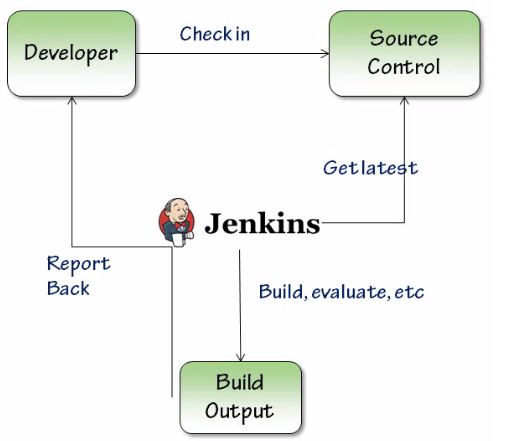 Developer
Check in
Source
Control
Get latest
Jenkins
Report
Back
Build, evaluate, etc
Build
Output